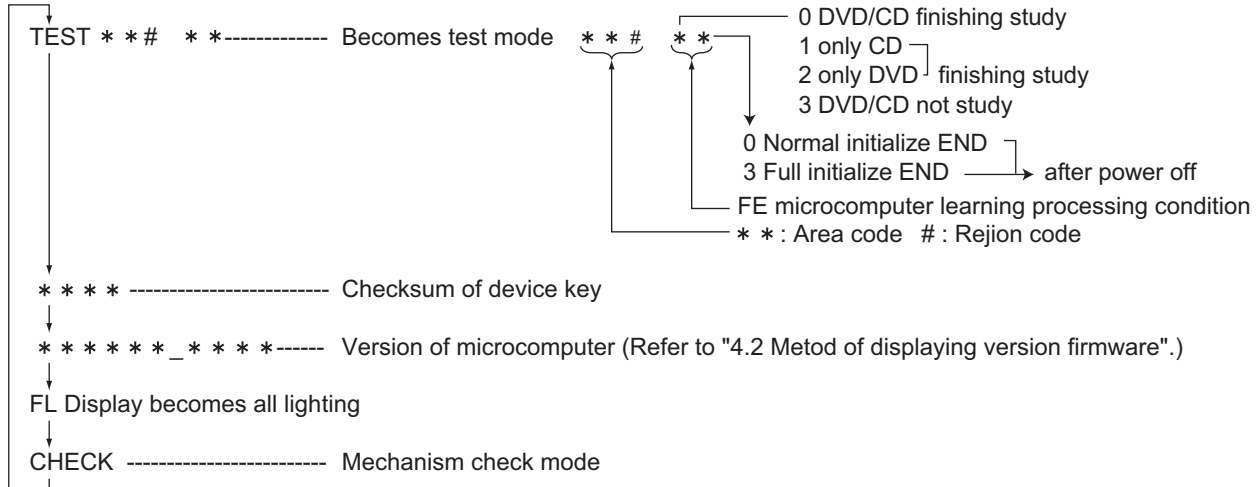 0 DVD/CD finishing study
TEST * * # * * ------------- Becomes test mode * * # * *
1 only CD
2 only DVD finishing study
3 DVD/CD not study
0 Normal initialize END
3 Full initialize END after power off
FE microcomputer learning processing condition
* * : Area code # : Rejion code
* * * * ------------------------- Checksum of device key
* * * * * * _ * * * * ------ Version of microcomputer (Refer to "4.2 Metod of displaying version firmware".)
FL Display becomes all lighting
CHECK ------------------------- Mechanism check mode